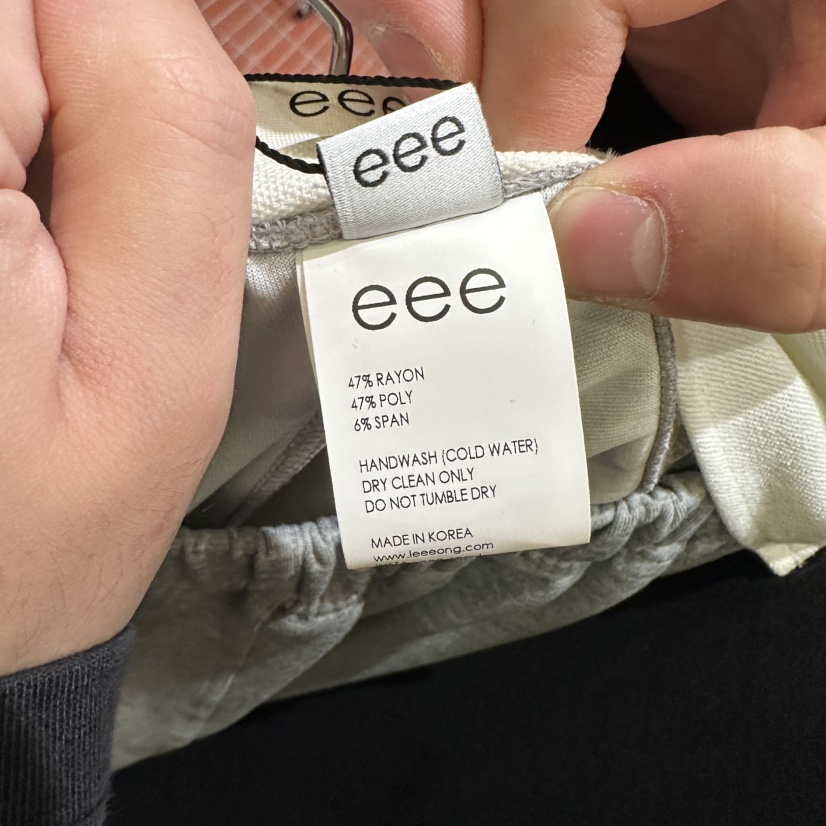 eee
eee
eee
47% RAYON
47% POLY
6% SPAN
HANDWASH (COLD WATER)
DRY CLEAN ONLY
DO NOT TUMBLE DRY
MADE IN KOREA
www.leeeong.com